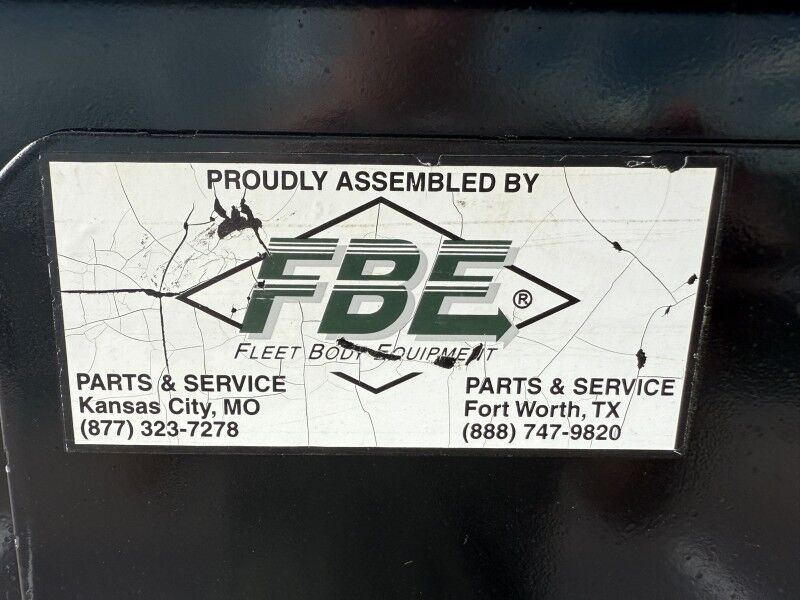 PROUDLY ASSEMBLED BY
FBE®
FLEET BODY EQUIPMENT
PARTS & SERVICE
Kansas City, MO
(877) 323-7278
PARTS & SERVICE
Fort Worth, TX
(888) 747-9820